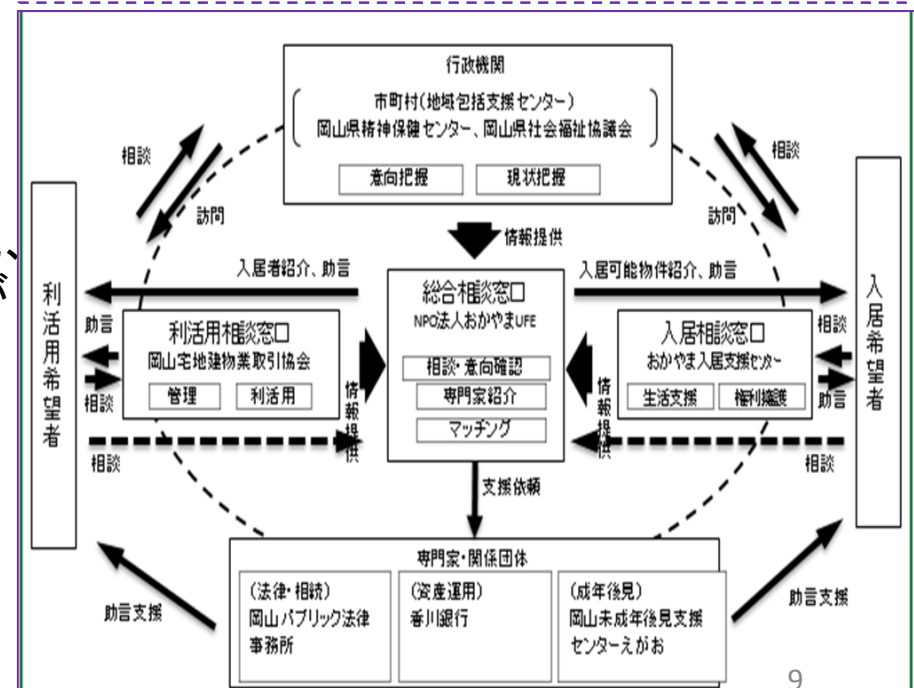 行政機関
市町村(地域包括支援センター)
岡山県精神保健センター、岡山県社会福祉協議会
意向把握
現状把握
相談
訪問
相談
訪問
情報提供
入居者紹介、助言
入居可能物件紹介、助言
利活用希望者
助言
相談
利活用相談窓口
岡山宅地建物業取引協会
管理
利活用
情報提供
総合相談窓口
NPO法人おかやまUFE
相談・意向確認
専門家紹介
マッチング
情報提供
入居相談窓口
おかやま入居支援センター
生活支援
権利擁護
相談
助言
入居希望者
相談
相談
支援依頼
専門家・関係団体
(法律・相続)
岡山パブリック法律
事務所
(資産運用)
香川銀行
(成年後見)
岡山未成年後見支援
センターえがお
助言支援
助言支援
9